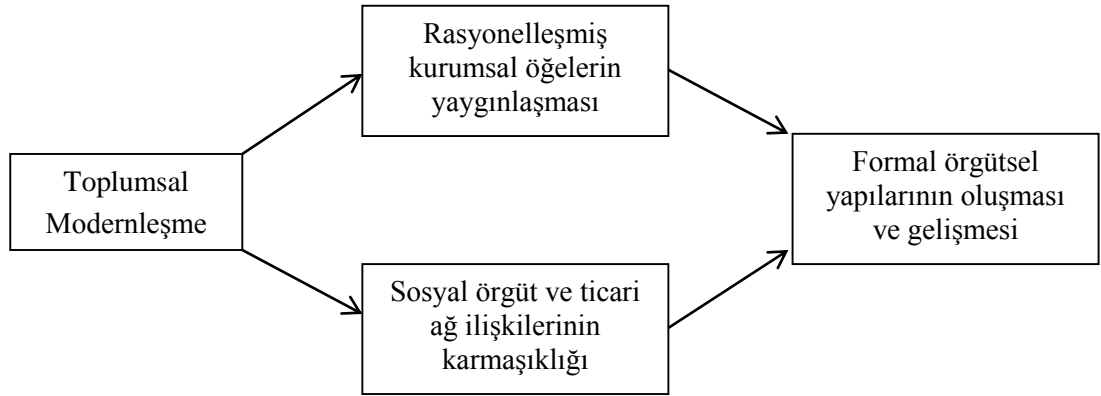 Rasyonelleşmiş
kurumsal öğelerin
yaygınlaşması
Toplumsal
Modernleşme
Formal örgütsel
yapılarının oluşması
ve gelişmesi
Sosyal örgüt ve ticari
ağ ilişkilerinin
karmaşıklığı